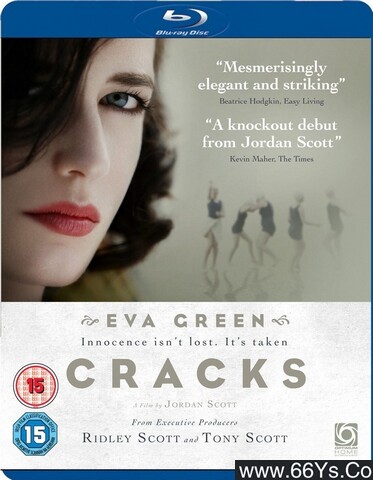 Blu-ray Disc
“Mesmerisingly
elegant and striking”
Beatrice Hodgkin, Easy Living
“A knockout debut
from Jordan Scott”
Kevin Maher, The Times
EVA GREEN
Innocence isn't lost. It's taken
CRACKS
A Film by JORDAN SCOTT
From Executive Producers
RIDLEY SCOTT and TONY SCOTT
15
15
OPTIMUM
HOME
www.66Ys.Co